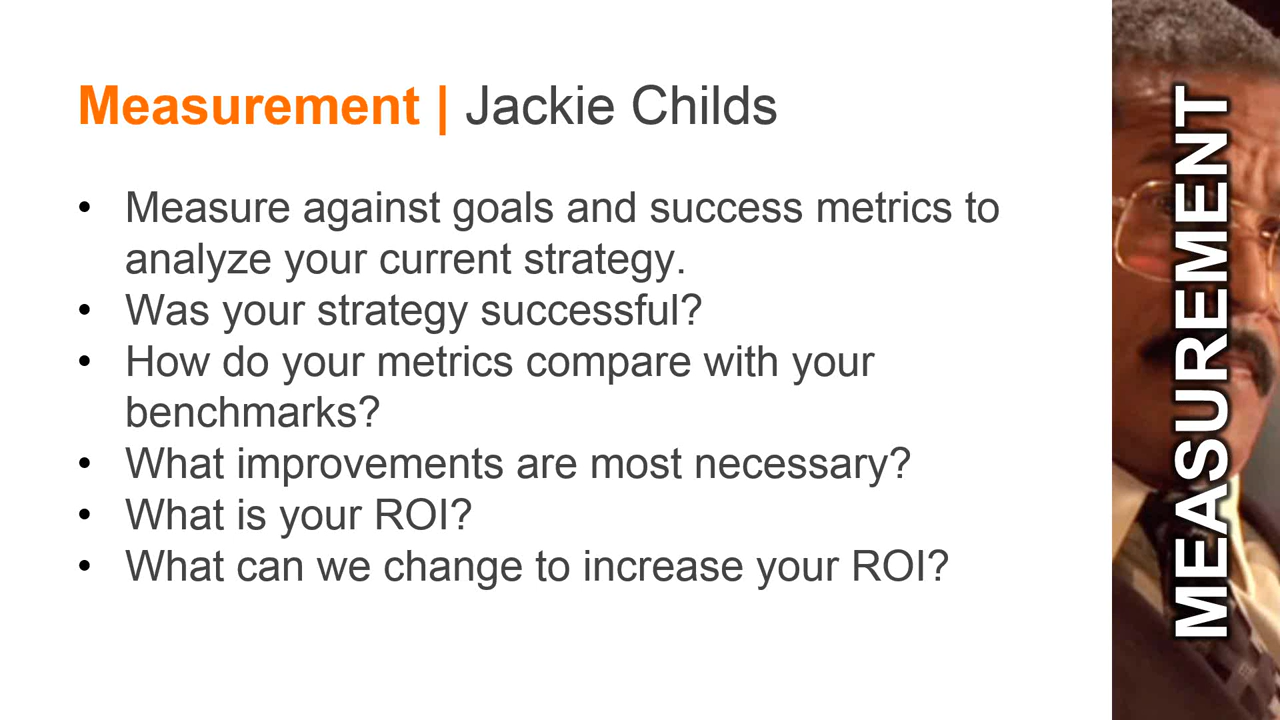 Measurement | Jackie Childs
• Measure against goals and success metrics to
analyze your current strategy.
• Was your strategy successful?
• How do your metrics compare with your
benchmarks?
• What improvements are most necessary?
• What is your ROI?
• What can we change to increase your ROI?
MEASUREMENT